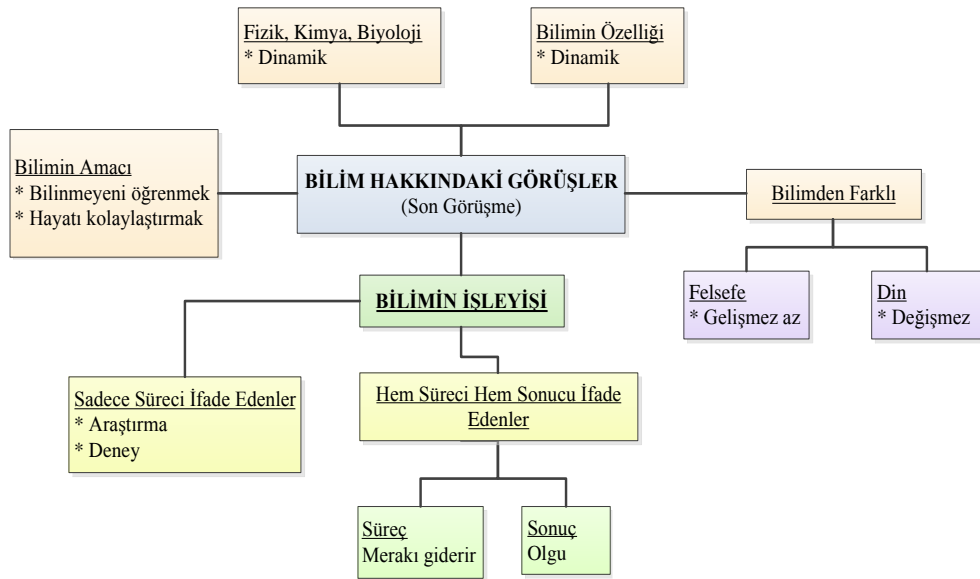 Fizik, Kimya, Biyoloji
* Dinamik
Bilimin Özelliği
* Dinamik
Bilimin Amacı
* Bilinmeyeni öğrenmek
* Hayatı kolaylaştırmak
BİLİM HAKKINDAKİ GÖRÜŞLER
(Son Görüşme)
Bilimden Farklı
Felsefe
* Gelişmez az
Din
* Değişmez
BİLİMİN İŞLEYİŞİ
Sadece Süreci İfade Edenler
* Araştırma
* Deney
Hem Süreci Hem Sonucu İfade
Edenler
Süreç
Merakı giderir
Sonuç
Olgu